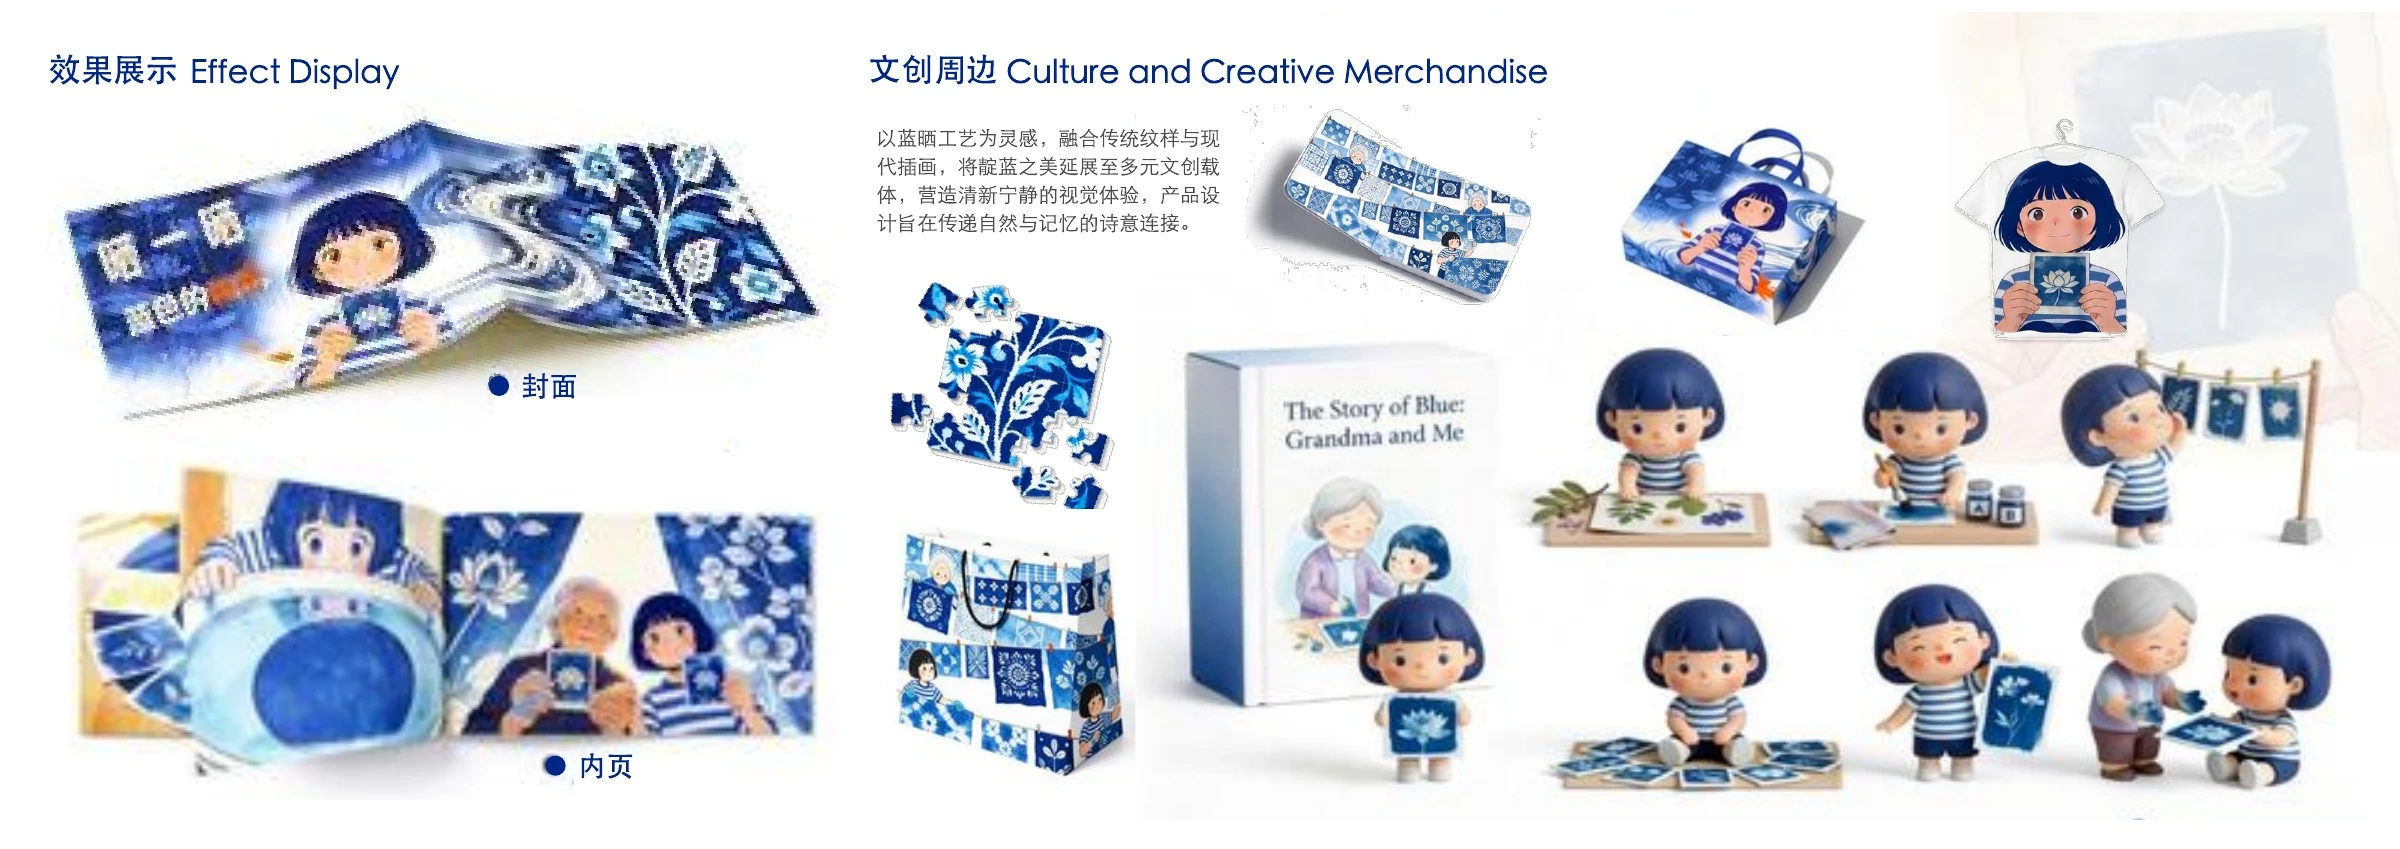 效果展示 Effect Display
封面
内页
文创周边 Culture and Creative Merchandise
以蓝晒工艺为灵感，融合传统纹样与现
代插画，将靛蓝之美延展至多元文创载
体，营造清新宁静的视觉体验，产品设
计旨在传递自然与记忆的诗意连接。
The Story of Blue:
Grandma and Me
A
B